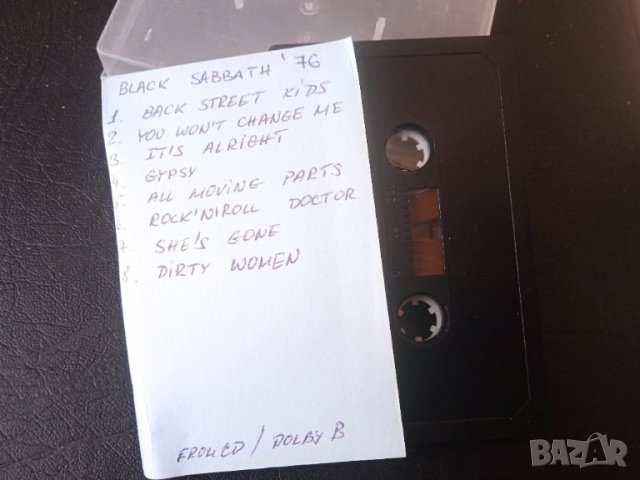 BLACK SABBATH '76
1. BACK STREET KiDS
2. YOU WON'T CHANGE ME
3. IT'S ALRIGHT
4. GYPSY
5. ALL MOVING PARTS
6. ROCK'N'ROLL DOCTOR
7. SHE'S GONE
8. DiRTY WOMEN
FROM CD / DOLBY B
BAZAR